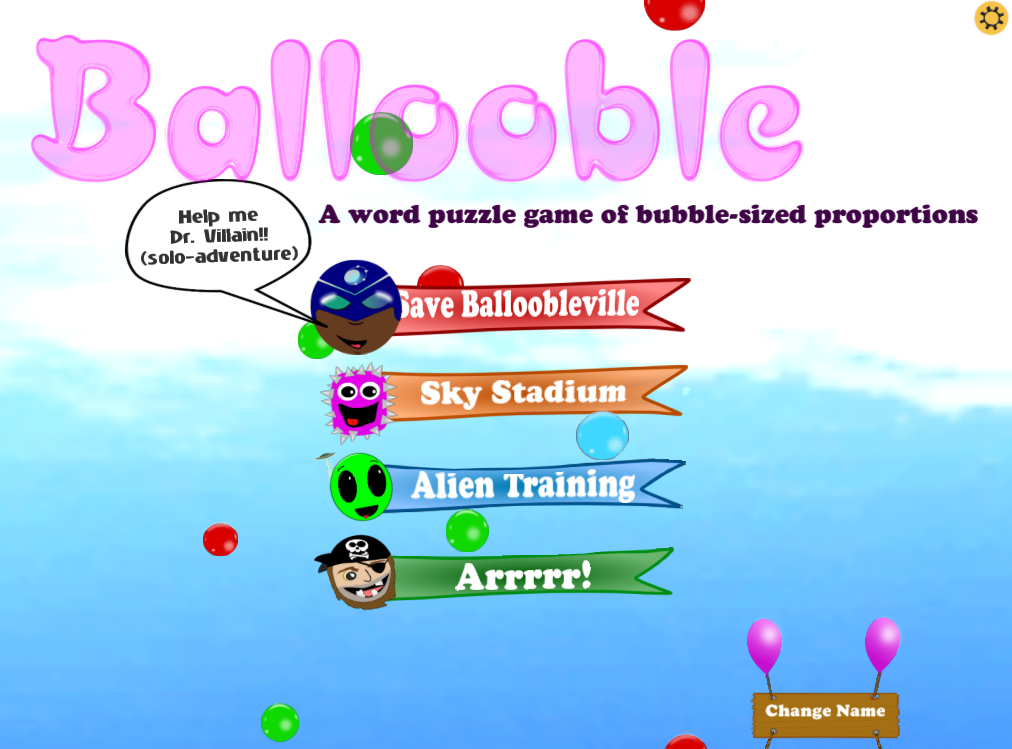 Ballooble
A word puzzle game of bubble-sized proportions
Help me
Dr. Villain!!
(solo-adventure)
Save Balloobleville
Sky Stadium
Alien Training
Arrrrr!
Change Name